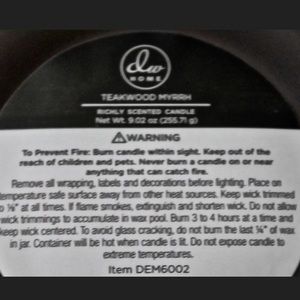 dw
HOME
TEAKWOOD MYRRH
RICHLY SCENTED CANDLE
Net Wt. 9.02 oz (255.71 g)
⚠WARNING
To Prevent Fire: Burn candle within sight. Keep out of the
reach of children and pets. Never burn a candle on or near
anything that can catch fire.
Remove all wrapping, labels and decorations before lighting. Place on
temperature safe surface away from other heat sources. Keep wick trimmed
to ⅛" at all times. If flame smokes, extinguish and shorten wick. Do not allow
wick trimmings to accumulate in wax pool. Burn 3 to 4 hours at a time and
keep wick centered. To avoid glass cracking, do not burn the last ¼" of wax
in jar. Container will be hot when candle is lit. Do not expose candle to
extreme temperatures.
Item DEM6002